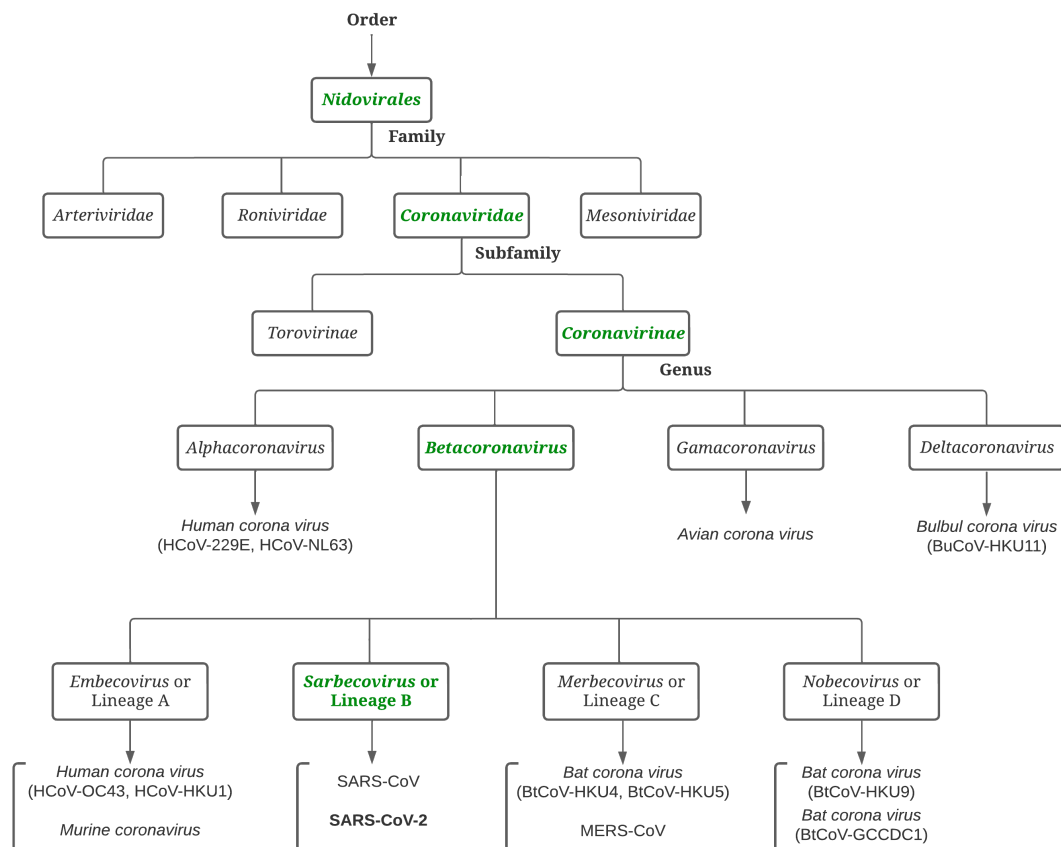 Order
Nidovirales
Family
Arteriviridae
Roniviridae
Coronaviridae
Mesoniviridae
Subfamily
Torovirinae
Coronavirinae
Genus
Alphacoronavirus
Betacoronavirus
Gamacoronavirus
Deltacoronavirus
Human corona virus
(HCoV-229E, HCoV-NL63)
Avian corona virus
Bulbul corona virus
(BuCoV-HKU11)
Embecovirus or
Lineage A
Sarbecovirus or
Lineage B
Merbecovirus or
Lineage C
Nobecovirus or
Lineage D
Human corona virus
(HCoV-OC43, HCoV-HKU1)
Murine coronavirus
SARS-CoV
SARS-CoV-2
Bat corona virus
(BtCoV-HKU4, BtCoV-HKU5)
MERS-CoV
Bat corona virus
(BtCoV-HKU9)
Bat corona virus
(BtCoV-GCCDC1)